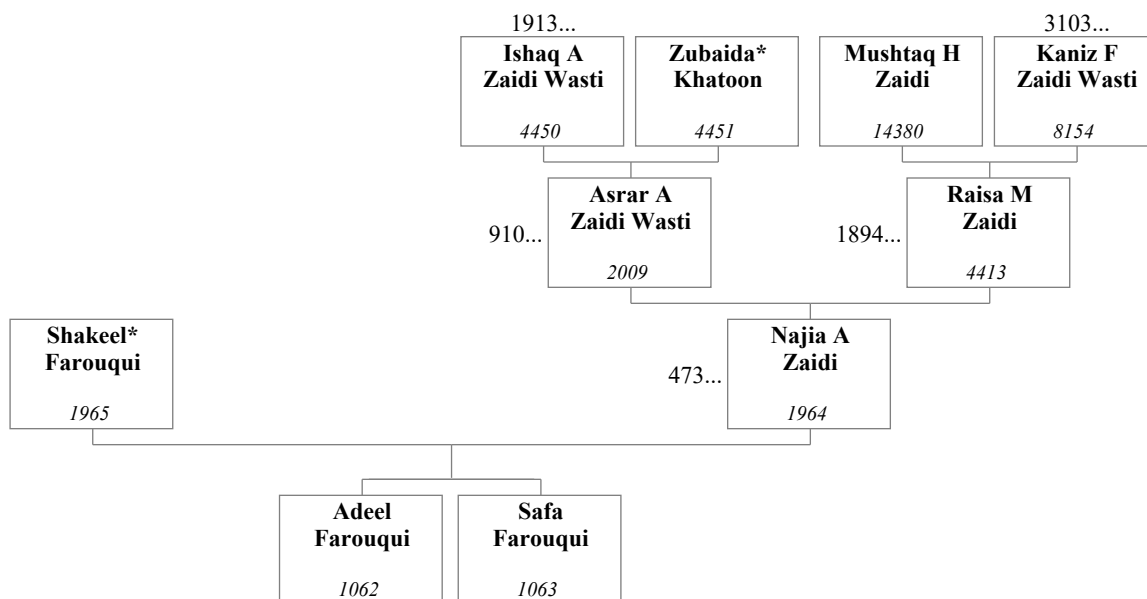 1913...
3103...
Ishaq A
Zaidi Wasti
4450
Zubaida*
Khatoon
4451
Mushtaq H
Zaidi
14380
Kaniz F
Zaidi Wasti
8154
910...
Asrar A
Zaidi Wasti
2009
1894...
Raisa M
Zaidi
4413
Shakeel*
Farouqui
1965
473...
Najia A
Zaidi
1964
Adeel
Farouqui
1062
Safa
Farouqui
1063